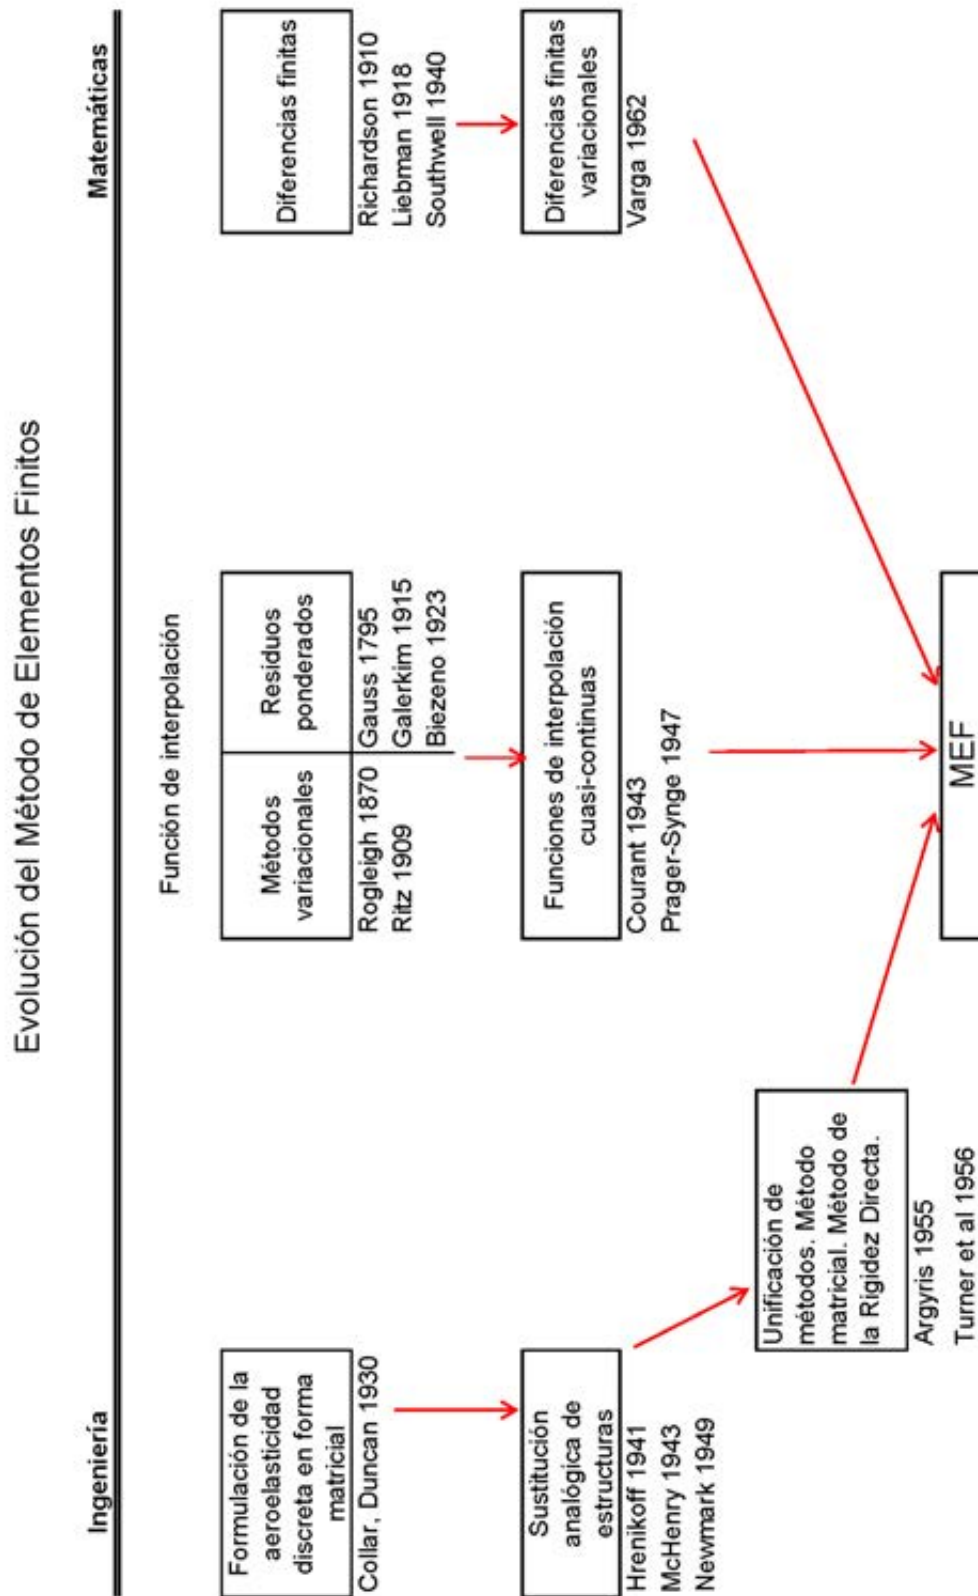 Evolución del Método de Elementos Finitos
Ingeniería
Matemáticas
Función de interpolación
Formulación de la
aeroelasticidad
discreta en forma
matricial
Collar, Duncan 1930
Métodos
variacionales
Rogleigh 1870
Ritz 1909
Residuos
ponderados
Gauss 1795
Galerkim 1915
Biezeno 1923
Diferencias finitas
Richardson 1910
Liebman 1918
Southwell 1940
Sustitución
analógica de
estructuras
Hrenikoff 1941
McHenry 1943
Newmark 1949
Funciones de interpolación
cuasi-continuas
Courant 1943
Prager-Synge 1947
Diferencias finitas
variacionales
Varga 1962
Unificación de
métodos. Método
matricial. Método de
la Rigidez Directa.
Argyris 1955
Turner et al 1956
MEF